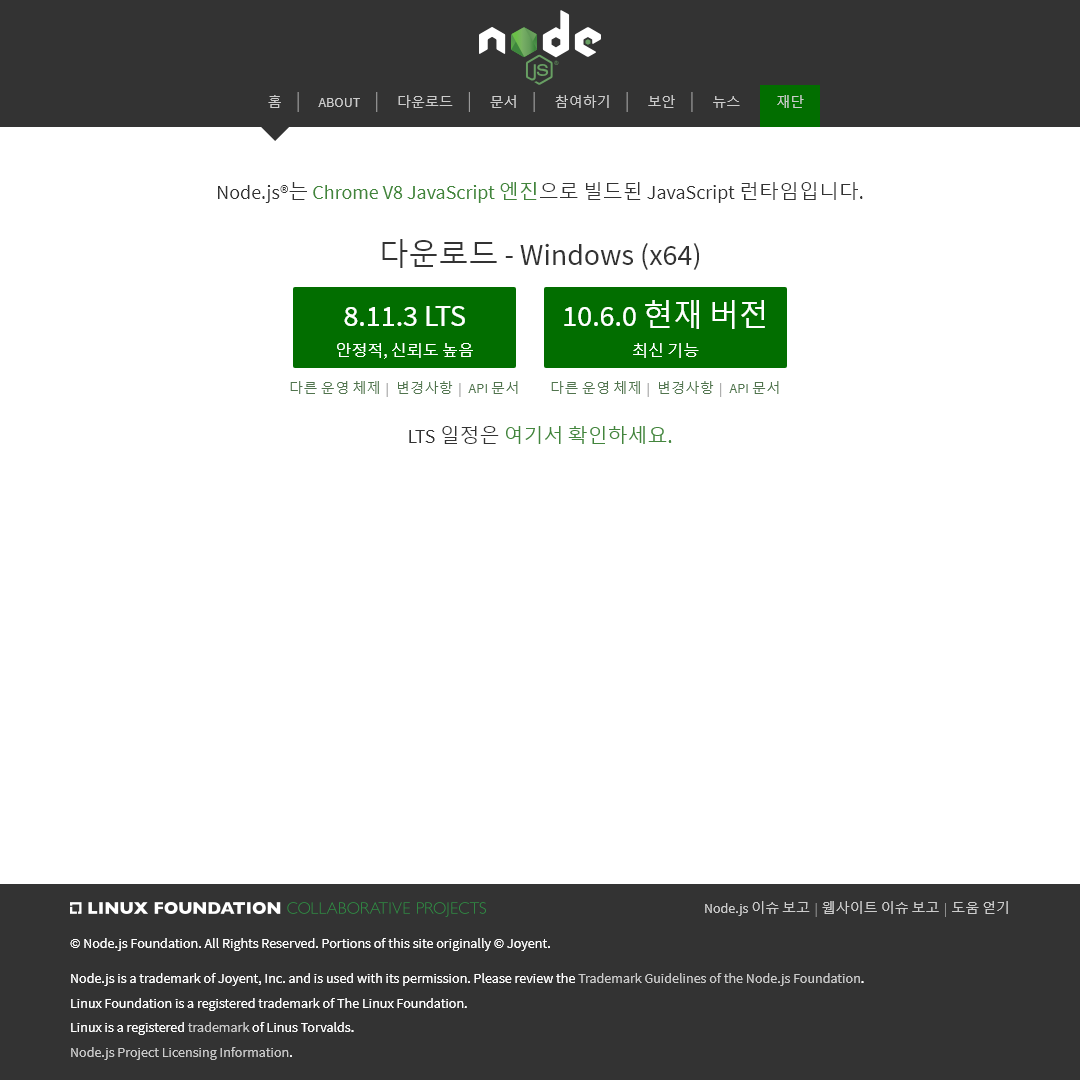 node
JS
홈 | ABOUT | 다운로드 | 문서 | 참여하기 | 보안 | 뉴스 재단
Node.js®는 Chrome V8 JavaScript 엔진으로 빌드된 JavaScript 런타임입니다.
다운로드 - Windows (x64)
8.11.3 LTS
안정적, 신뢰도 높음
10.6.0 현재 버전
최신 기능
다른 운영 체제 | 변경사항 | API 문서
다른 운영 체제 | 변경사항 | API 문서
LTS 일정은 여기서 확인하세요.
LINUX FOUNDATION COLLABORATIVE PROJECTS
Node.js 이슈 보고 | 웹사이트 이슈 보고 | 도움 얻기
© Node.js Foundation. All Rights Reserved. Portions of this site originally © Joyent.
Node.js is a trademark of Joyent, Inc. and is used with its permission. Please review the Trademark Guidelines of the Node.js Foundation.
Linux Foundation is a registered trademark of The Linux Foundation.
Linux is a registered trademark of Linus Torvalds.
Node.js Project Licensing Information.